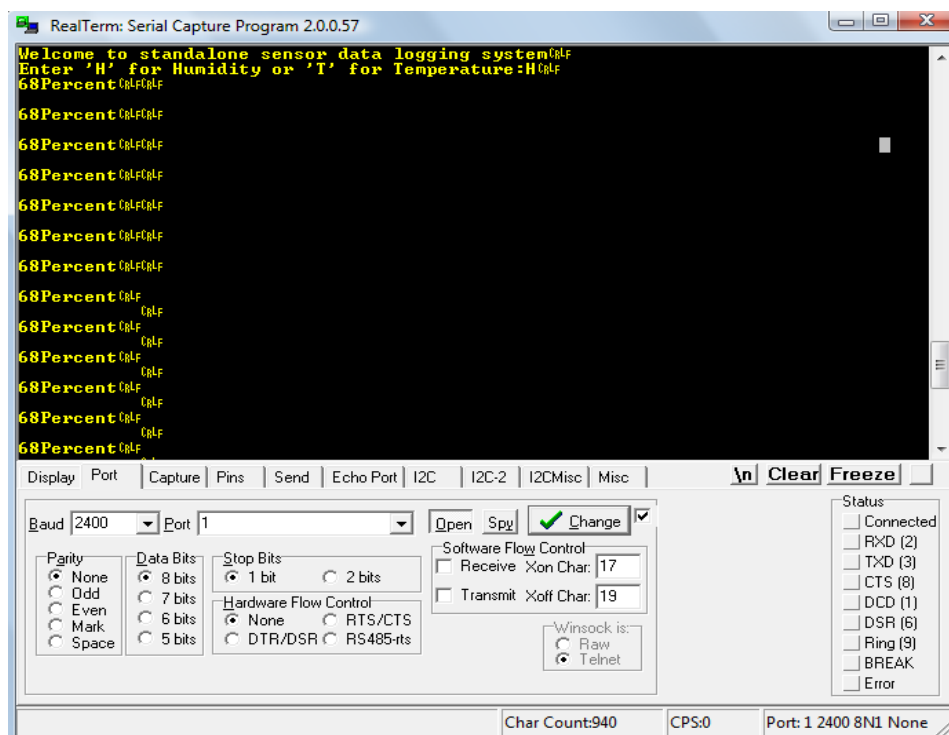 RealTerm: Serial Capture Program 2.0.0.57
Welcome to standalone sensor data logging systemCRLF
Enter 'H' for Humidity or 'T' for Temperature:HCRLF
68PercentCRLFCRLF
68PercentCRLFCRLF
68PercentCRLFCRLF
68PercentCRLFCRLF
68PercentCRLFCRLF
68PercentCRLFCRLF
68PercentCRLFCRLF
68PercentCRLF
CRLF
68PercentCRLF
CRLF
68PercentCRLF
CRLF
68PercentCRLF
CRLF
68PercentCRLF
CRLF
68PercentCRLF
Display Port Capture Pins Send Echo Port I2C I2C-2 I2CMisc Misc \n Clear Freeze
Baud 2400 Port 1 Open Spy Change
Parity
None
Odd
Even
Mark
Space
Data Bits
8 bits
7 bits
6 bits
5 bits
Stop Bits
1 bit 2 bits
Hardware Flow Control
None RTS/CTS
DTR/DSR RS485-rts
Software Flow Control
Receive Xon Char: 17
Transmit Xoff Char: 19
Winsock is:
Raw
Telnet
Status
Connected
RXD (2)
TXD (3)
CTS (8)
DCD (1)
DSR (6)
Ring (9)
BREAK
Error
Char Count:940 CPS:0 Port: 1 2400 8N1 None